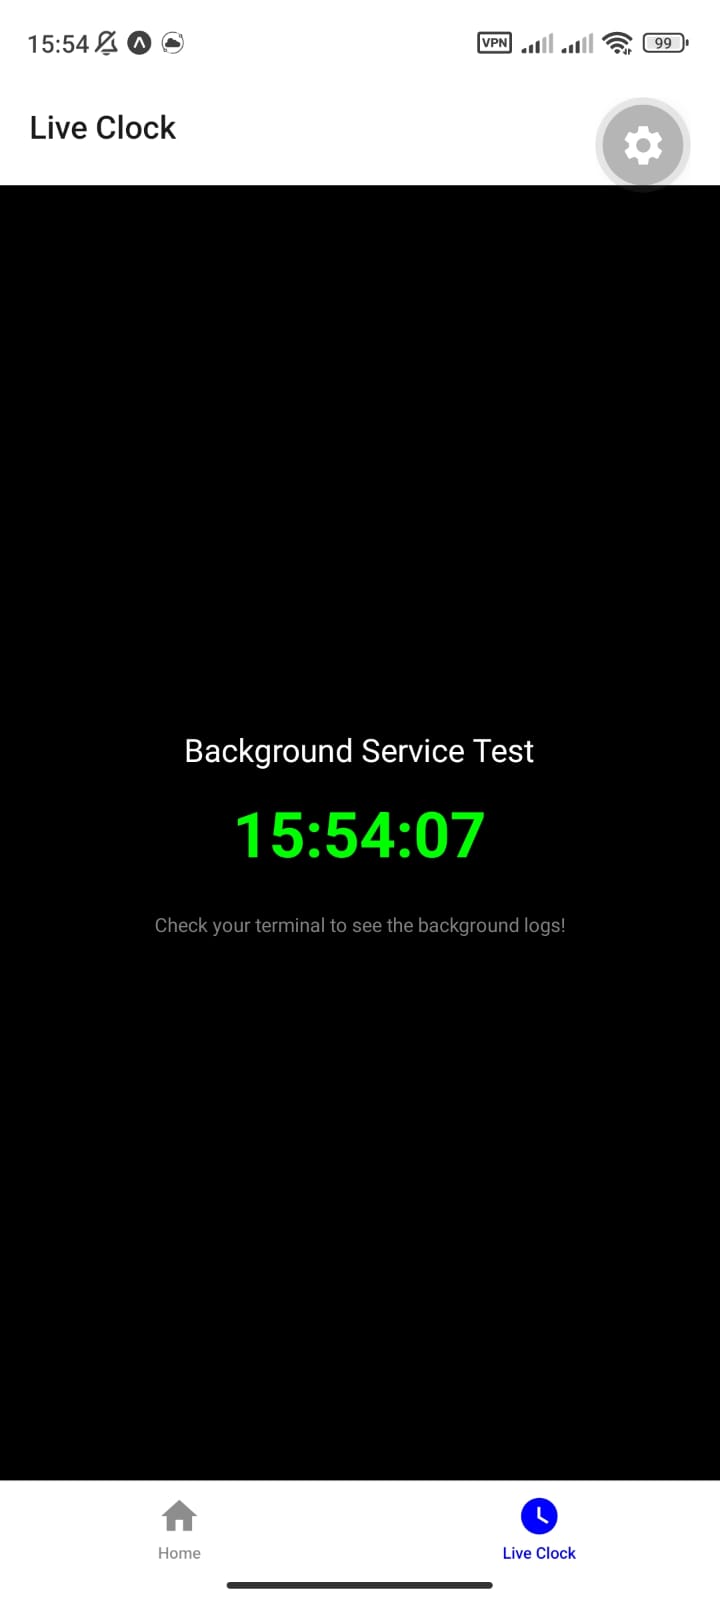 15:54
VPN
99
Live Clock
Background Service Test
15:54:07
Check your terminal to see the background logs!
Home
Live Clock